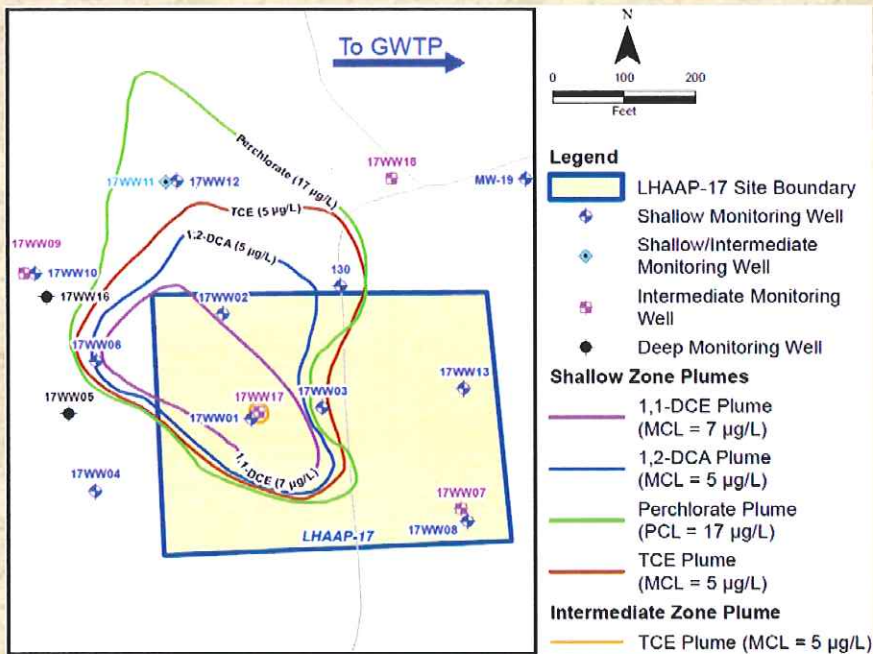 To GWTP
N
0 100 200
Feet
Perchlorate (17 µg/L)
17WW18
17WW11
17WW12
MW-19
TCE (5 µg/L)
1,2-DCA (5 µg/L)
17WW09
17WW10
130
17WW16
17WW02
17WW06
17WW13
17WW17
17WW03
17WW05
17WW01
1,1-DCE (7 µg/L)
17WW04
17WW07
17WW08
LHAAP-17
Legend
LHAAP-17 Site Boundary
Shallow Monitoring Well
Shallow/Intermediate
Monitoring Well
Intermediate Monitoring
Well
Deep Monitoring Well
Shallow Zone Plumes
1,1-DCE Plume
(MCL = 7 µg/L)
1,2-DCA Plume
(MCL = 5 µg/L)
Perchlorate Plume
(PCL = 17 µg/L)
TCE Plume
(MCL = 5 µg/L)
Intermediate Zone Plume
TCE Plume (MCL = 5 µg/L)